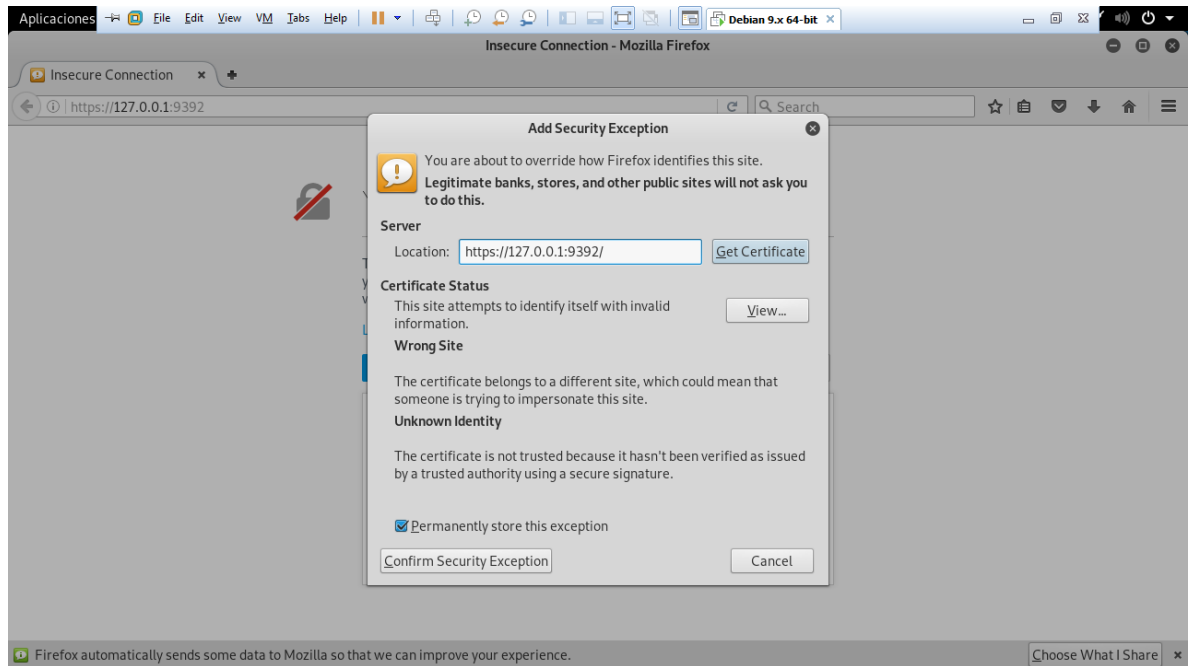 Aplicaciones File Edit View VM Tabs Help Debian 9.x 64-bit
Insecure Connection - Mozilla Firefox
Insecure Connection
https://127.0.0.1:9392 Search
Add Security Exception
You are about to override how Firefox identifies this site.
Legitimate banks, stores, and other public sites will not ask you
to do this.
Server
Location: https://127.0.0.1:9392/ Get Certificate
Certificate Status
This site attempts to identify itself with invalid
information.
View...
Wrong Site
The certificate belongs to a different site, which could mean that
someone is trying to impersonate this site.
Unknown Identity
The certificate is not trusted because it hasn't been verified as issued
by a trusted authority using a secure signature.
Permanently store this exception
Confirm Security Exception Cancel
Firefox automatically sends some data to Mozilla so that we can improve your experience. Choose What I Share